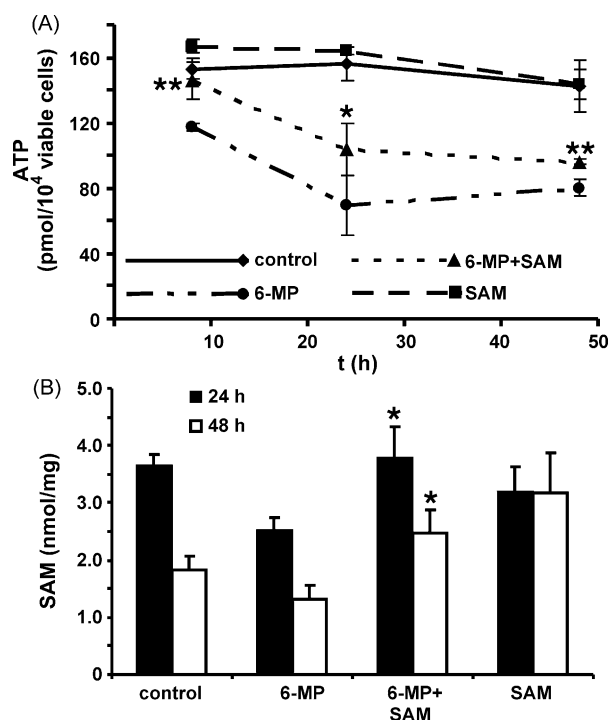 (A)
ATP
(pmol/10⁴ viable cells)
160
120
80
40
0
**
*
**
control
6-MP+SAM
6-MP
SAM
10 20 30 40 50
t (h)
(B)
SAM (nmol/mg)
5.0
4.0
3.0
2.0
1.0
0
24 h
48 h
*
*
control 6-MP 6-MP+ SAM
SAM